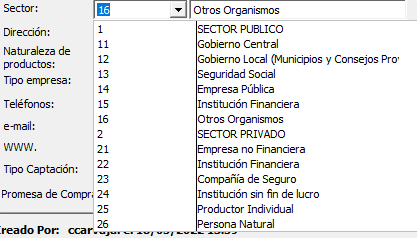 Sector: 16 Otros Organismos
Dirección: 1 SECTOR PUBLICO
11 Gobierno Central
Naturaleza de productos: 12 Gobierno Local (Municipios y Consejos Prov
13 Seguridad Social
Tipo empresa: 14 Empresa Pública
Teléfonos: 15 Institución Financiera
16 Otros Organismos
e-mail: 2 SECTOR PRIVADO
WWW. 21 Empresa no Financiera
22 Institución Financiera
Tipo Captación: 23 Compañía de Seguro
Promesa de Compra 24 Institución sin fin de lucro
25 Productor Individual
26 Persona Natural
reado Por: